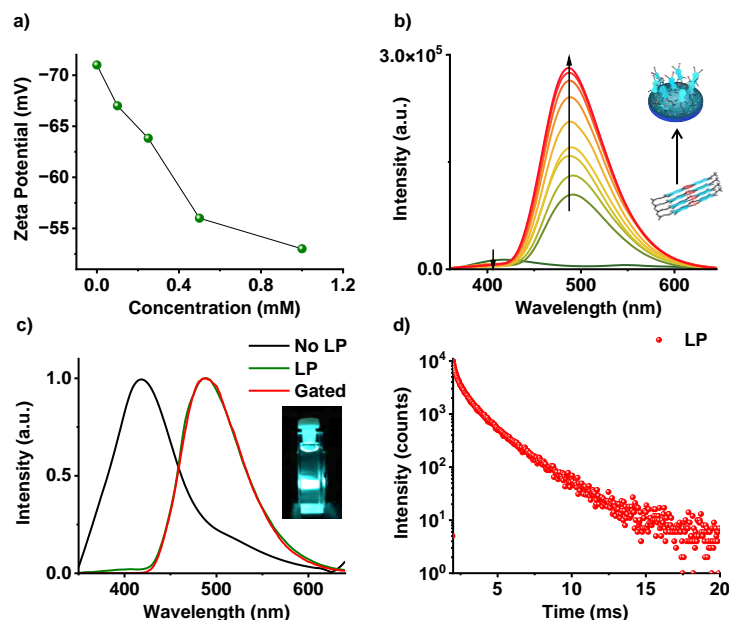 a)
−70
−65
−60
−55
Zeta Potential (mV)
0.0 0.4 0.8 1.2
Concentration (mM)
b)
3.0×10⁵
0.0
Intensity (a.u.)
400 500 600
Wavelength (nm)
c)
No LP
LP
Gated
1.0
0.5
0.0
Intensity (a.u.)
400 500 600
Wavelength (nm)
d)
LP
10⁴
10³
10²
10¹
10⁰
Intensity (counts)
5 10 15 20
Time (ms)